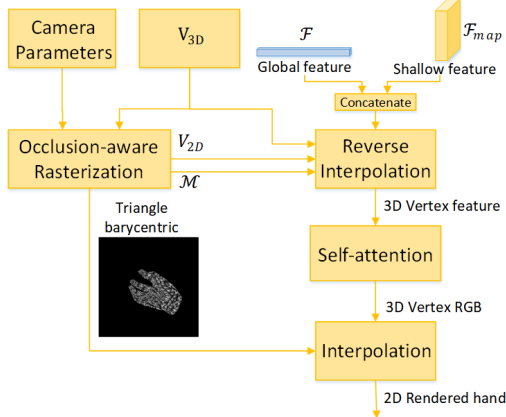 Camera
Parameters
V3D
ℱ
Global feature
ℱmap
Shallow feature
Concatenate
Occlusion-aware
Rasterization
V2D
ℳ
Reverse
Interpolation
Triangle
barycentric
3D Vertex feature
Self-attention
3D Vertex RGB
Interpolation
2D Rendered hand